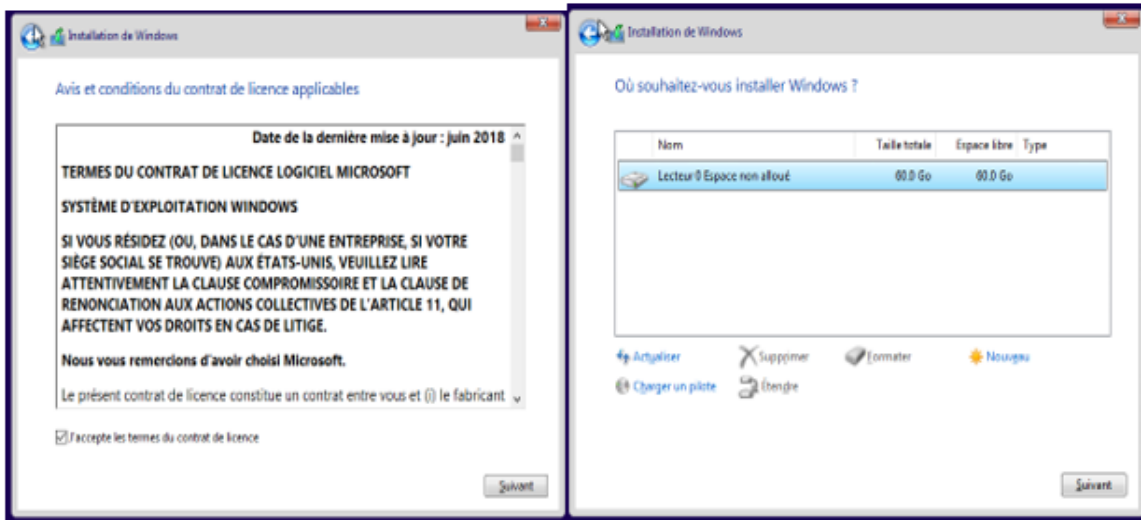 Installation de Windows
Avis et conditions du contrat de licence applicables
Date de la dernière mise à jour : juin 2018
TERMES DU CONTRAT DE LICENCE LOGICIEL MICROSOFT
SYSTÈME D'EXPLOITATION WINDOWS
SI VOUS RÉSIDEZ (OU, DANS LE CAS D'UNE ENTREPRISE, SI VOTRE
SIÈGE SOCIAL SE TROUVE) AUX ÉTATS-UNIS, VEUILLEZ LIRE
ATTENTIVEMENT LA CLAUSE COMPROMISSOIRE ET LA CLAUSE DE
RENONCIATION AUX ACTIONS COLLECTIVES DE L'ARTICLE 11, QUI
AFFECTENT VOS DROITS EN CAS DE LITIGE.
Nous vous remercions d'avoir choisi Microsoft.
Le présent contrat de licence constitue un contrat entre vous et (i) le fabricant
J'accepte les termes du contrat de licence
Suivant
Installation de Windows
Où souhaitez-vous installer Windows ?
Nom Taille totale Espace libre Type
Lecteur 0 Espace non alloué 60.0 Go 60.0 Go
Actualiser Supprimer Formater Nouveau
Charger un pilote Étendre
Suivant